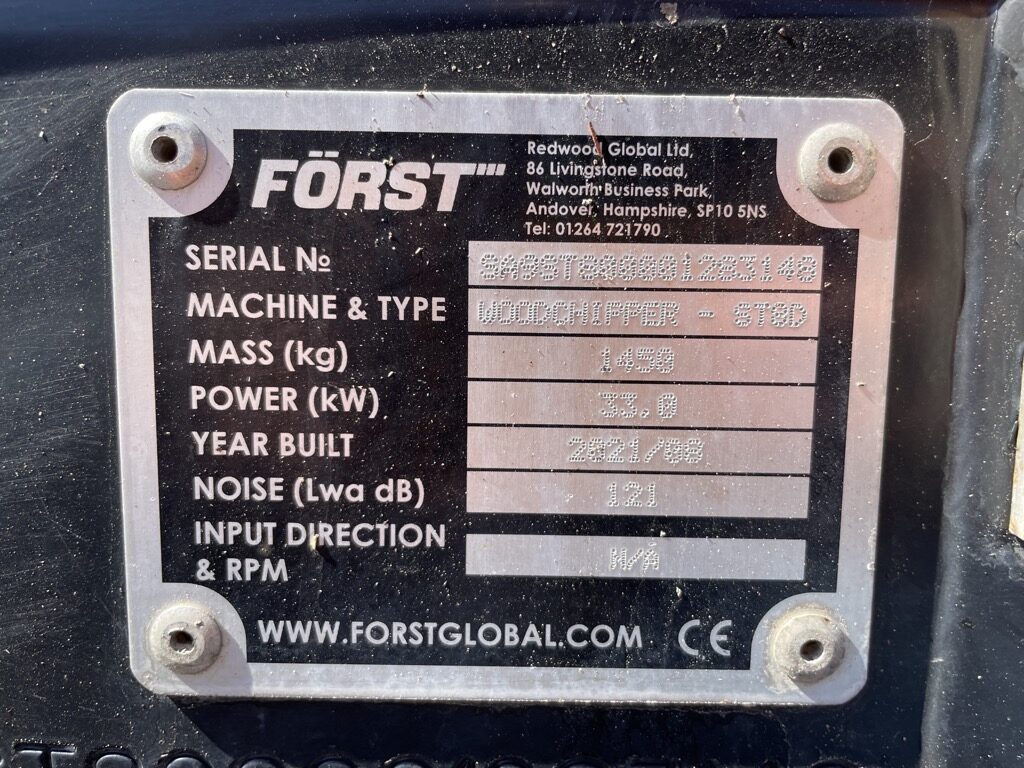 FÖRST
Redwood Global Ltd,
86 Livingstone Road,
Walworth Business Park,
Andover, Hampshire, SP10 5NS
Tel: 01264 721790
SERIAL № SA9ST800001283148
MACHINE & TYPE WOODCHIPPER - ST8D
MASS (kg) 1450
POWER (kW) 33.0
YEAR BUILT 2021/08
NOISE (Lwa dB) 121
INPUT DIRECTION
& RPM N/A
WWW.FORSTGLOBAL.COM CE